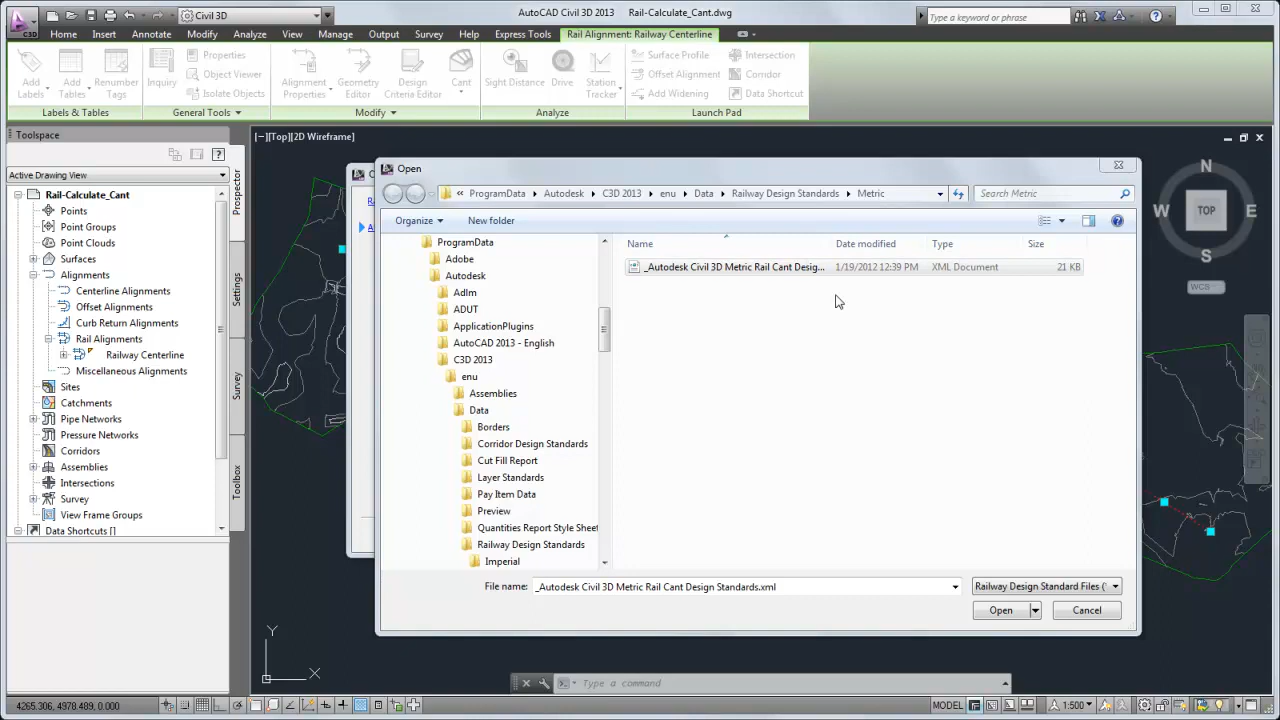 Civil 3D
AutoCAD Civil 3D 2013 Rail-Calculate_Cant.dwg
Type a keyword or phrase
C3D
Home Insert Annotate Modify Analyze View Manage Output Survey Help Express Tools Rail Alignment: Railway Centerline
Add Labels
Add Tables
Renumber Tags
Inquiry
Properties
Object Viewer
Isolate Objects
Alignment Properties
Geometry Editor
Design Criteria Editor
Cant
Sight Distance
Drive
Station Tracker
Surface Profile
Offset Alignment
Add Widening
Intersection
Corridor
Data Shortcut
Labels & Tables General Tools Modify Analyze Launch Pad
Toolspace
[−][Top][2D Wireframe]
Active Drawing View
Rail-Calculate_Cant
Points
Point Groups
Point Clouds
Surfaces
Alignments
Centerline Alignments
Offset Alignments
Curb Return Alignments
Rail Alignments
Railway Centerline
Miscellaneous Alignments
Sites
Catchments
Pipe Networks
Pressure Networks
Corridors
Assemblies
Intersections
Survey
View Frame Groups
Data Shortcuts []
Prospector
Settings
Survey
Toolbox
Open
« ProgramData Autodesk C3D 2013 enu Data Railway Design Standards Metric
Search Metric
Organize New folder
Name Date modified Type Size
_Autodesk Civil 3D Metric Rail Cant Desig... 1/19/2012 12:39 PM XML Document 21 KB
ProgramData
Adobe
Autodesk
Adlm
ADUT
ApplicationPlugins
AutoCAD 2013 - English
C3D 2013
enu
Assemblies
Data
Borders
Corridor Design Standards
Cut Fill Report
Layer Standards
Pay Item Data
Preview
Quantities Report Style Sheet
Railway Design Standards
Imperial
File name: _Autodesk Civil 3D Metric Rail Cant Design Standards.xml
Railway Design Standard Files (*
Open Cancel
N
W TOP E
S
WCS
Y
X
Type a command
4265.306, 4978.489, 0.000
MODEL
1:500